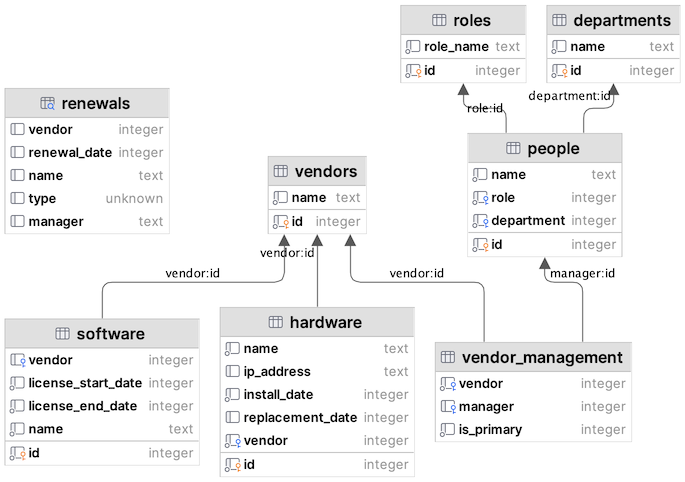 roles
role_name text
id integer
departments
name text
id integer
role:id
department:id
renewals
vendor integer
renewal_date integer
name text
type unknown
manager text
people
name text
role integer
department integer
id integer
vendors
name text
id integer
vendor:id
vendor:id
vendor:id
manager:id
software
vendor integer
license_start_date integer
license_end_date integer
name text
id integer
hardware
name text
ip_address text
install_date integer
replacement_date integer
vendor integer
id integer
vendor_management
vendor integer
manager integer
is_primary integer